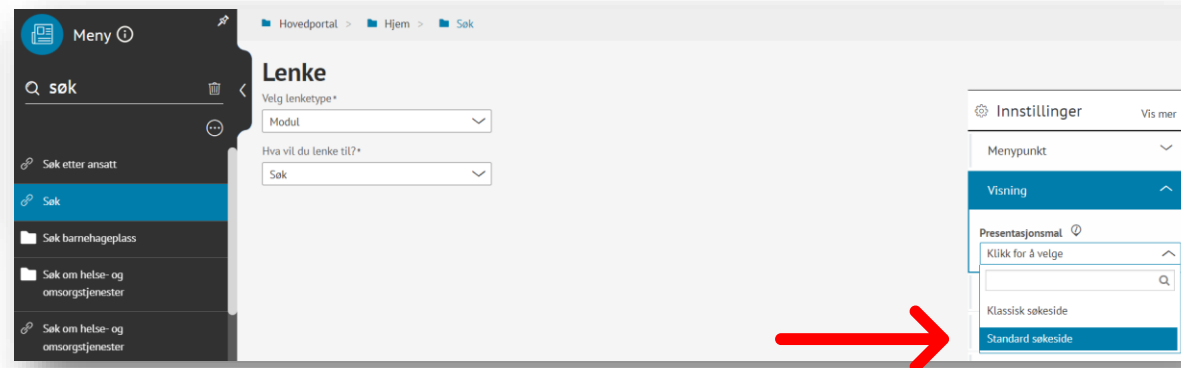 Meny
søk
Søk etter ansatt
Søk
Søk barnehageplass
Søk om helse- og
omsorgstjenester
Søk om helse- og
omsorgstjenester
Hovedportal > Hjem > Søk
Lenke
Velg lenketype*
Modul
Hva vil du lenke til?*
Søk
Innstillinger Vis mer
Menypunkt
Visning
Presentasjonsmal
Klikk for å velge
Klassisk søkeside
Standard søkeside